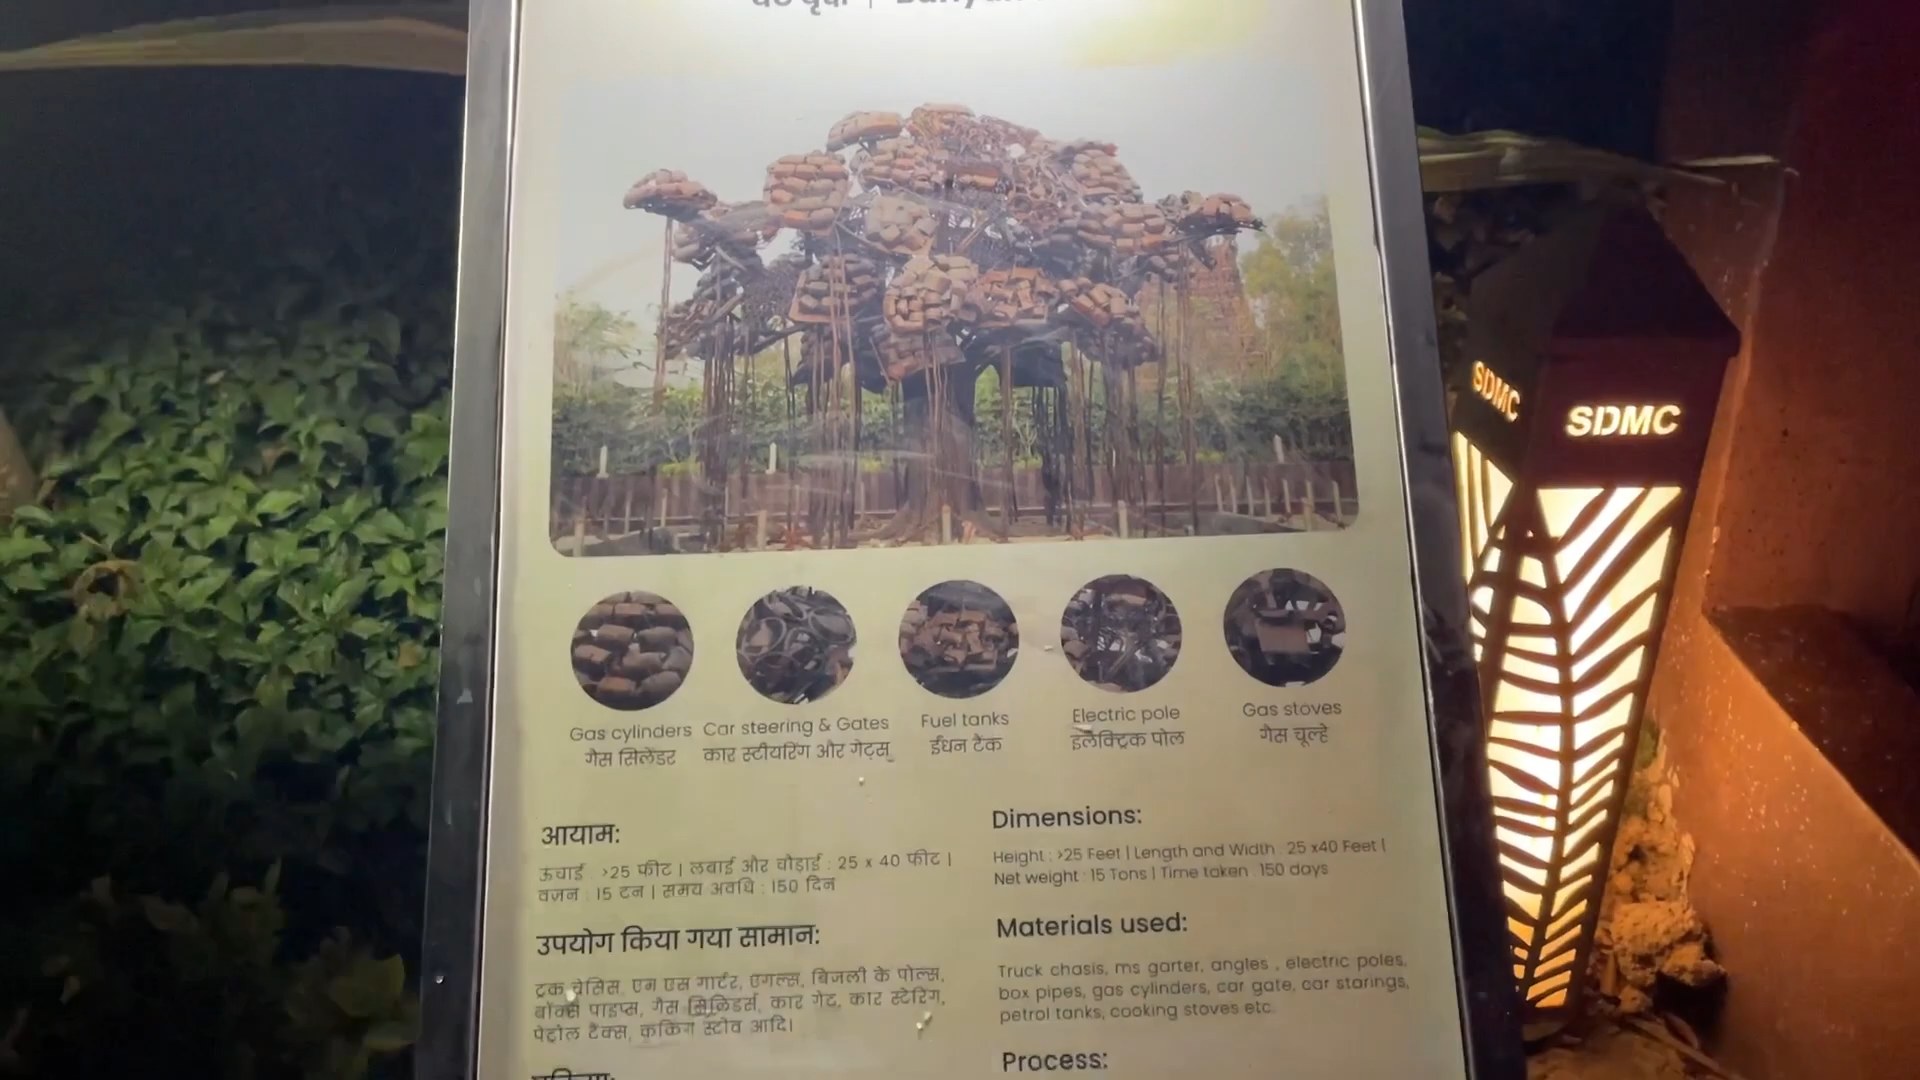 Gas cylinders
गैस सिलेंडर
Car steering & Gates
कार स्टीयरिंग और गेट्स
Fuel tanks
ईंधन टैंक
Electric pole
इलेक्ट्रिक पोल
Gas stoves
गैस चूल्हे
आयाम:
ऊंचाई : >25 फीट | लंबाई और चौड़ाई : 25 x 40 फीट |
वज़न : 15 टन | समय अवधि : 150 दिन
उपयोग किया गया सामान:
ट्रक चेसिस, एम एस गार्टर, एंगल्स, बिजली के पोल्स,
बॉक्स पाइप्स, गैस सिलिंडर्स, कार गेट, कार स्टेरिंग,
पेट्रोल टैंक्स, कुकिंग स्टोव आदि।
Dimensions:
Height : >25 Feet | Length and Width : 25 x40 Feet |
Net weight : 15 Tons | Time taken : 150 days
Materials used:
Truck chasis, ms garter, angles , electric poles,
box pipes, gas cylinders, car gate, car starings,
petrol tanks, cooking stoves etc.
Process:
SDMC
SDMC